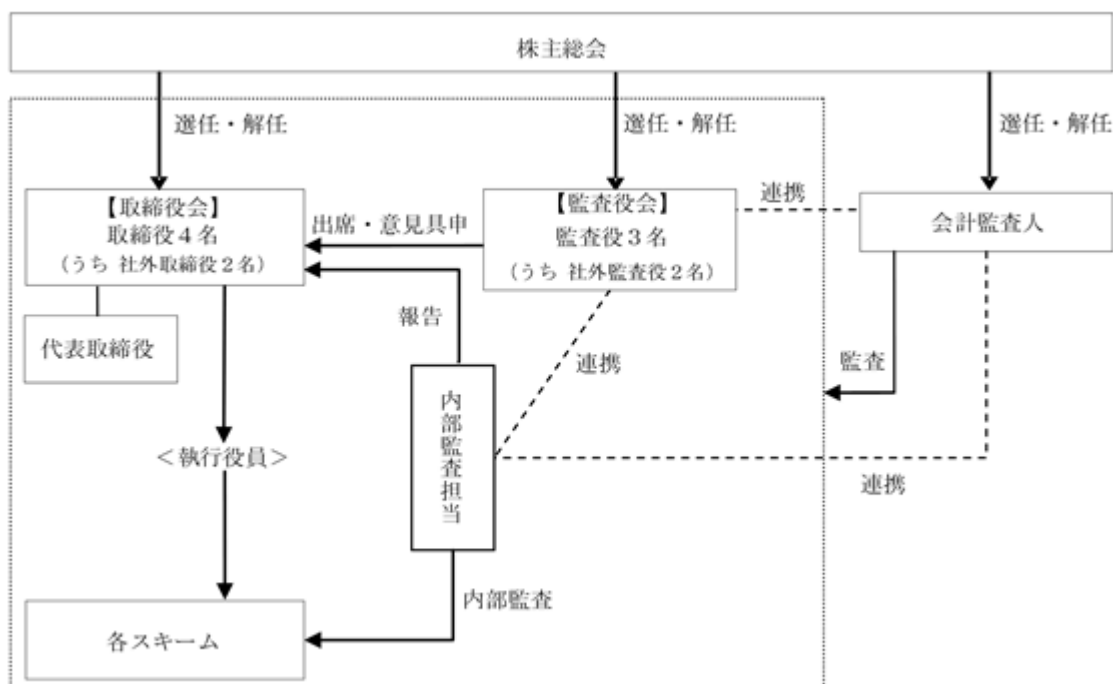 株主総会
選任・解任
選任・解任
選任・解任
【取締役会】
取締役４名
（うち 社外取締役２名）
出席・意見具申
【監査役会】
監査役３名
（うち 社外監査役２名）
連携
会計監査人
代表取締役
報告
連携
監査
内部監査担当
＜執行役員＞
連携
内部監査
各スキーム